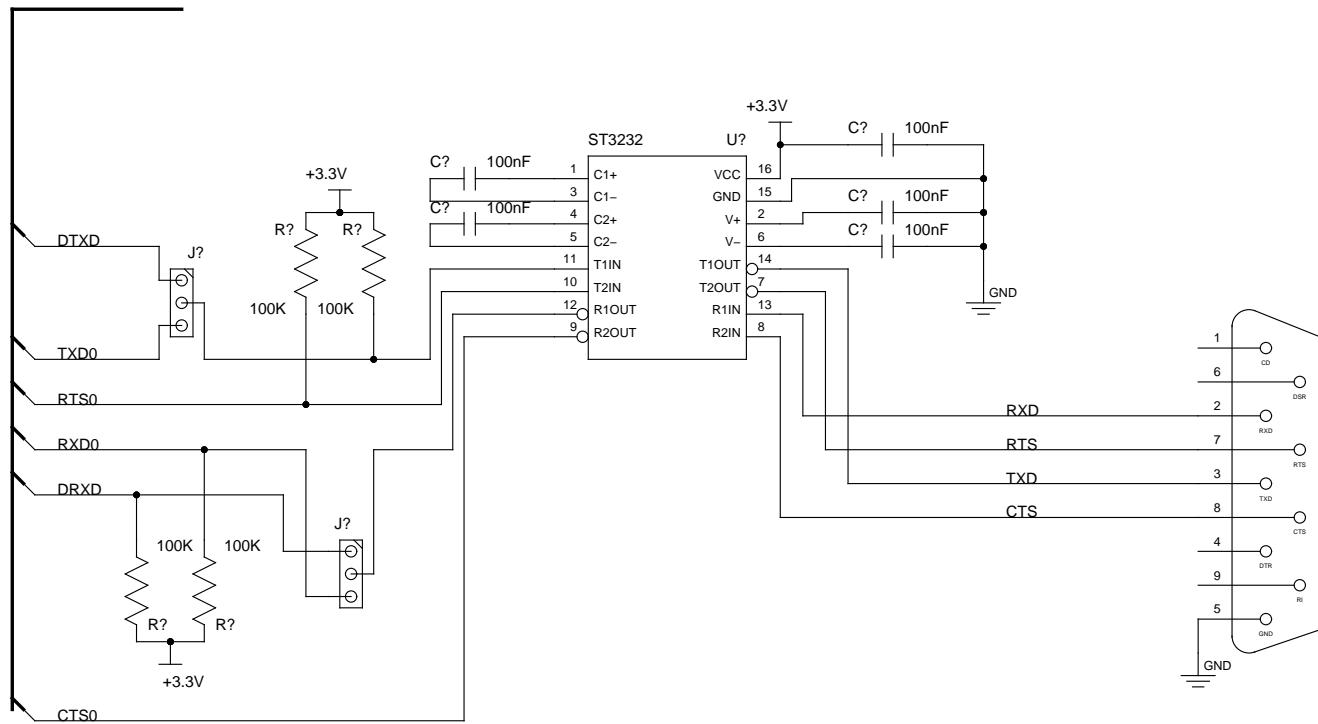 +3.3V
ST3232 U? C? 100nF
C? 100nF 1 C1+ VCC 16
+3.3V 3 C1− GND 15
C? 100nF 4 C2+ V+ 2 C? 100nF
R? R? 5 C2− V− 6 C? 100nF
DTXD J? 11 T1IN T1OUT 14
100K 100K 10 T2IN T2OUT 7 GND
12 R1OUT R1IN 13
9 R2OUT R2IN 8
TXD0 1 CD
6 DSR
RTS0 RXD 2 RXD
RXD0 RTS 7 RTS
DRXD TXD 3 TXD
J? CTS 8 CTS
100K 100K 4 DTR
9 RI
R? R? 5 GND
+3.3V GND
CTS0